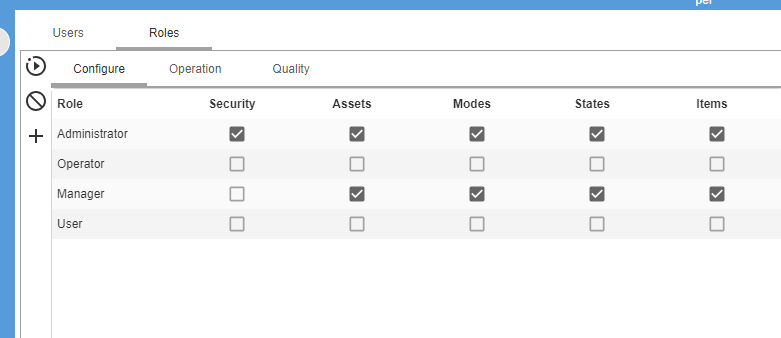 per
Users Roles
Configure Operation Quality
Role Security Assets Modes States Items
Administrator
Operator
Manager
User